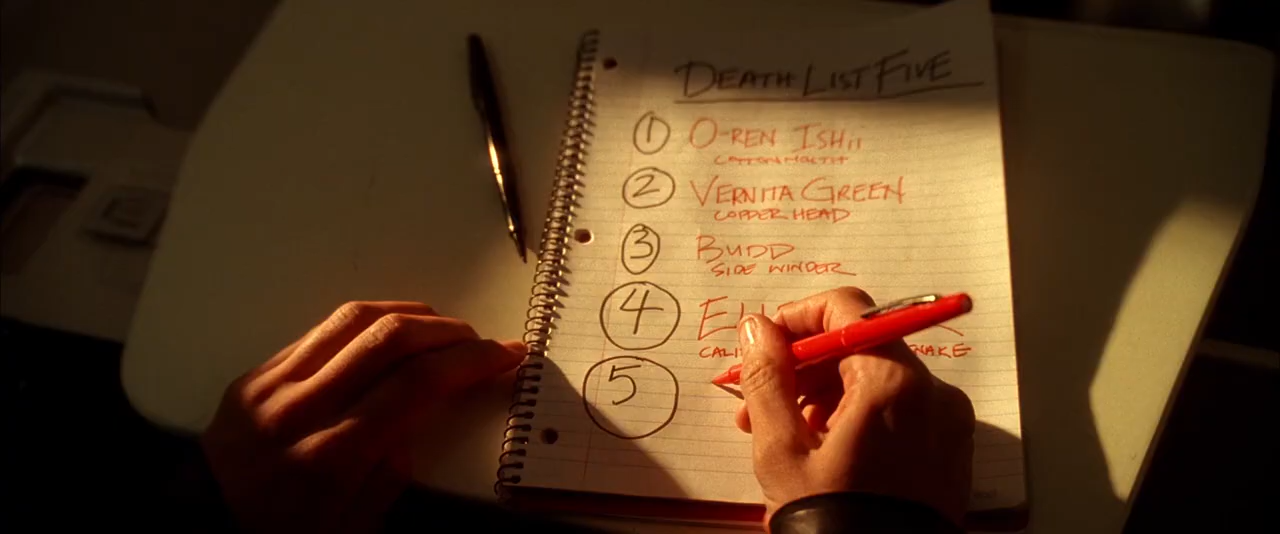 DEATH LIST FIVE
1 O-REN ISHii
COTTONMOUTH
2 VERNITA GREEN
COPPER HEAD
3 BUDD
SIDE WINDER
4
5